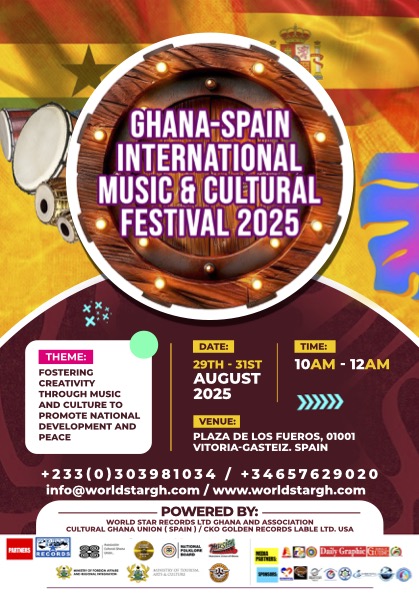 GHANA-SPAIN
INTERNATIONAL
MUSIC & CULTURAL
FESTIVAL 2025
THEME:
FOSTERING
CREATIVITY
THROUGH MUSIC
AND CULTURE TO
PROMOTE NATIONAL
DEVELOPMENT AND
PEACE
DATE:
29TH - 31ST
AUGUST
2025
TIME:
10AM - 12AM
VENUE:
PLAZA DE LOS FUEROS, 01001
VITORIA-GASTEIZ. SPAIN
+233(0)303981034 / +34657629020
info@worldstargh.com / www.worldstargh.com
POWERED BY:
WORLD STAR RECORDS LTD GHANA AND ASSOCIATION
CULTURAL GHANA UNION ( SPAIN ) / CKO GOLDEN RECORDS LABLE LTD. USA
PARTNERS
RECORDS
NATIONAL
FOLKLORE
BOARD
MEDIA
PARTNERS
Daily Graphic
SPONSORS